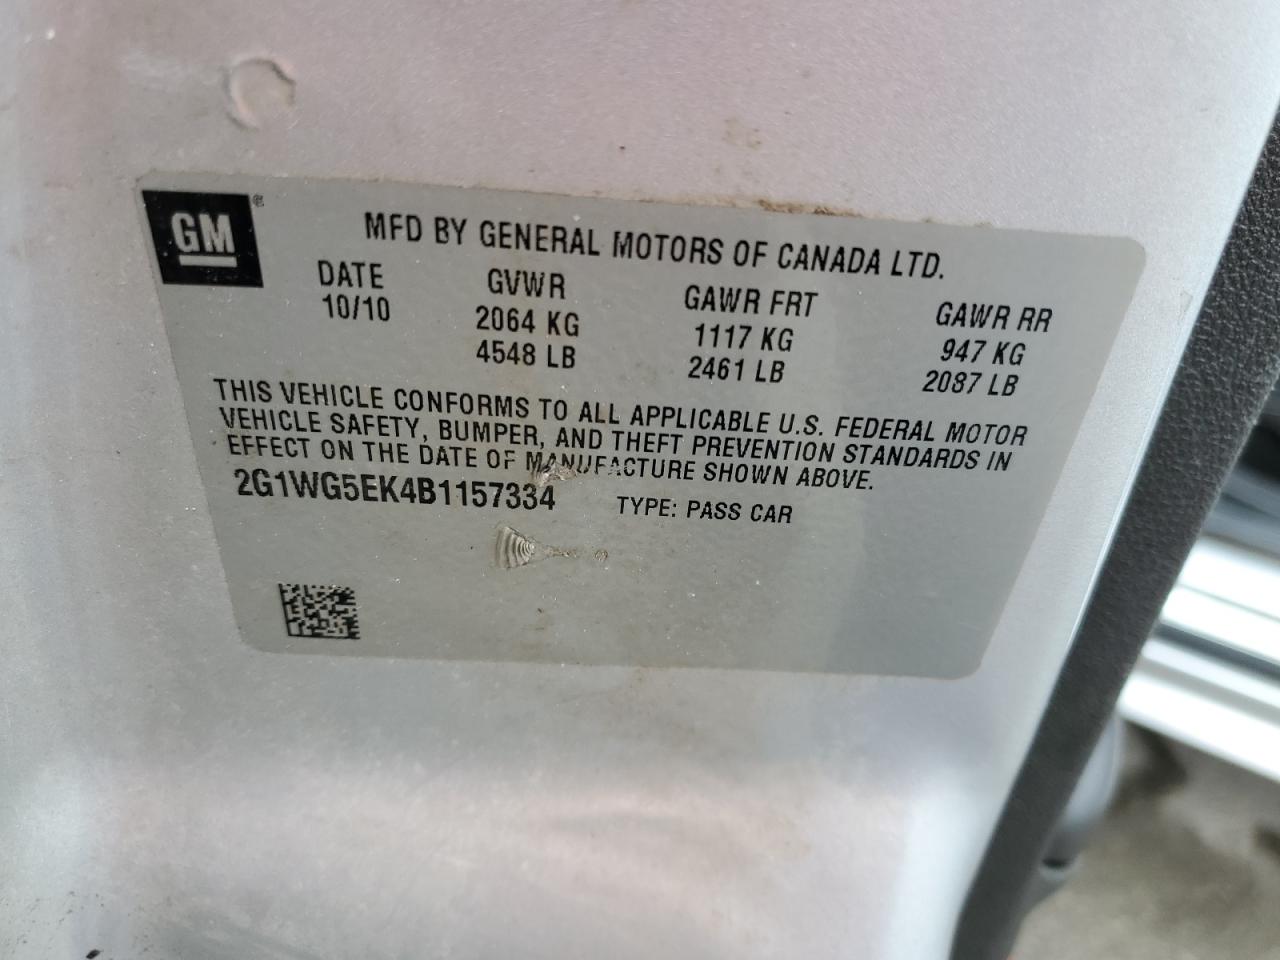 GM ®
MFD BY GENERAL MOTORS OF CANADA LTD.
DATE GVWR GAWR FRT GAWR RR
10/10 2064 KG 1117 KG 947 KG
4548 LB 2461 LB 2087 LB
THIS VEHICLE CONFORMS TO ALL APPLICABLE U.S. FEDERAL MOTOR
VEHICLE SAFETY, BUMPER, AND THEFT PREVENTION STANDARDS IN
EFFECT ON THE DATE OF MANUFACTURE SHOWN ABOVE.
2G1WG5EK4B1157334 TYPE: PASS CAR